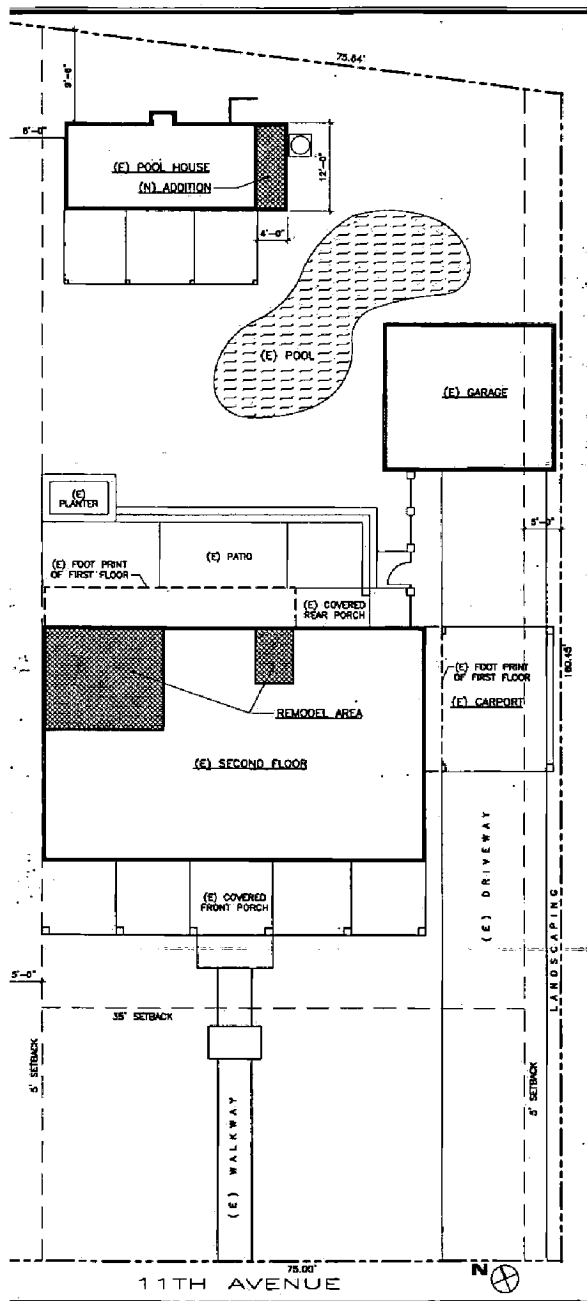 75.84'
9'-6"
6'-0"
(E) POOL HOUSE
(N) ADDITION
12'-0"
4'-0"
(E) POOL
(E) GARAGE
(E)
PLANTER
5'-0"
(E) FOOT PRINT
OF FIRST FLOOR
(E) PATIO
(E) COVERED
REAR PORCH
(E) FOOT PRINT
OF FIRST FLOOR
(E) CARPORT
160.45'
REMODEL AREA
(E) SECOND FLOOR
(E) COVERED
FRONT PORCH
(E) DRIVEWAY
LANDSCAPING
5'-0"
35' SETBACK
5' SETBACK
5' SETBACK
(E) WALKWAY
75.00'
11TH AVENUE
N